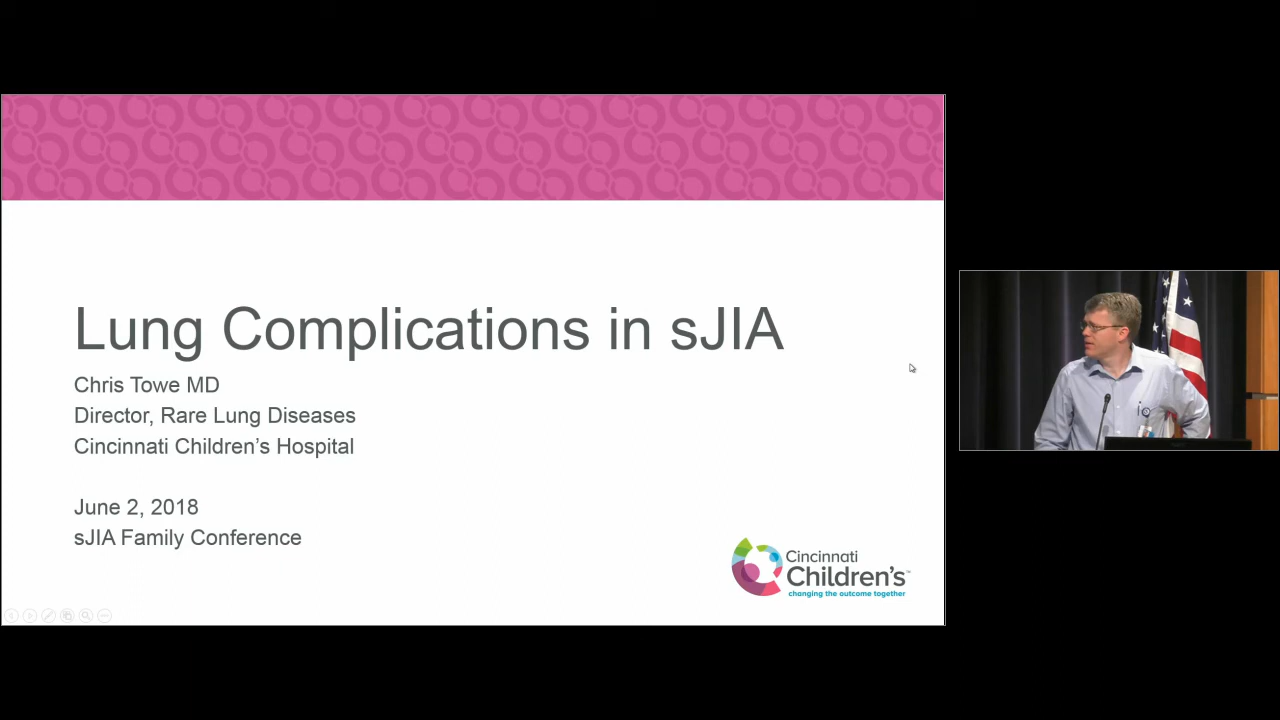 Lung Complications in sJIA
Chris Towe MD
Director, Rare Lung Diseases
Cincinnati Children's Hospital
June 2, 2018
sJIA Family Conference
Cincinnati
Children's™
changing the outcome together